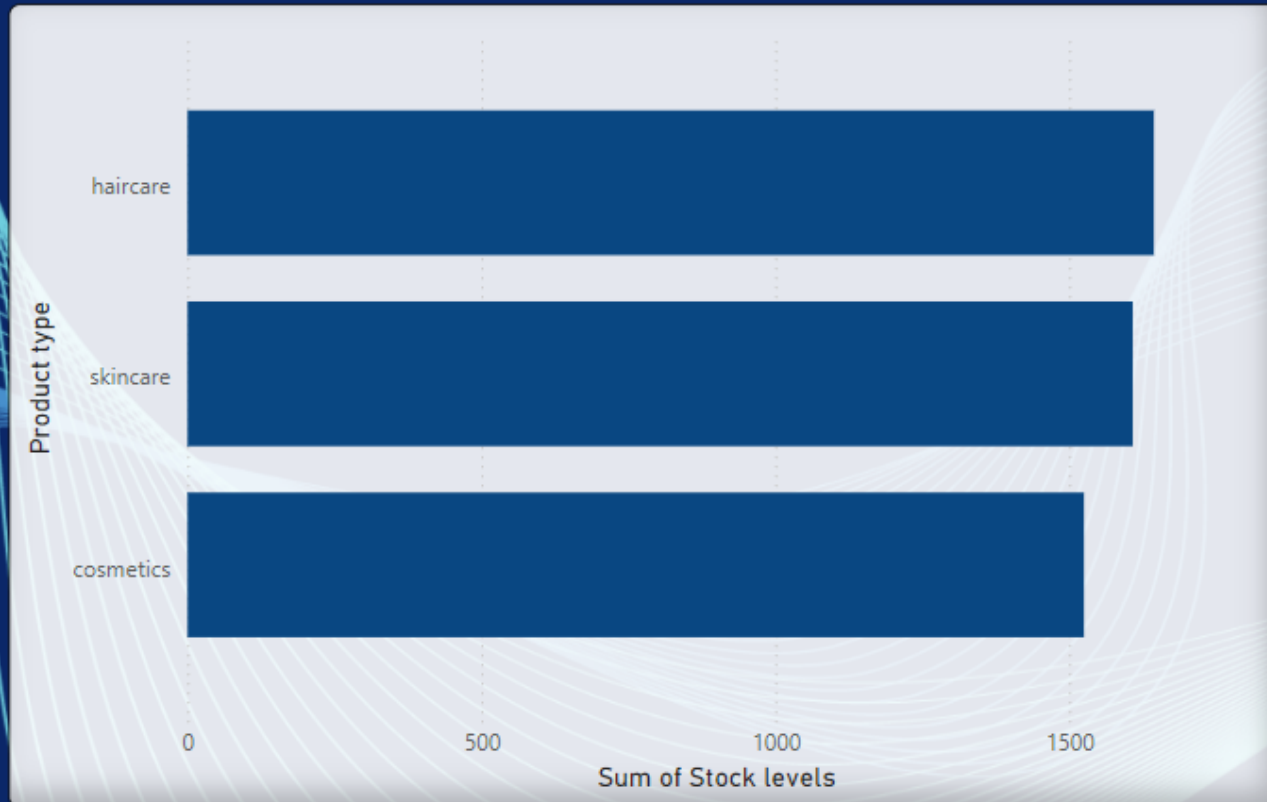 haircare
skincare
cosmetics
Product type
0 500 1000 1500
Sum of Stock levels